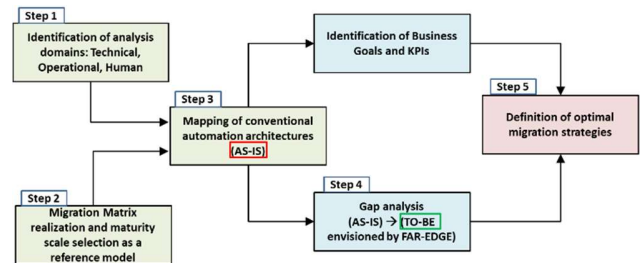 Step 1
Identification of analysis
domains: Technical,
Operational, Human
Identification of Business
Goals and KPIs
Step 3
Mapping of conventional
automation architectures
(AS-IS)
Step 5
Definition of optimal
migration strategies
Step 2
Migration Matrix
realization and maturity
scale selection as a
reference model
Step 4
Gap analysis
(AS-IS) → (TO-BE
envisioned by FAR-EDGE)